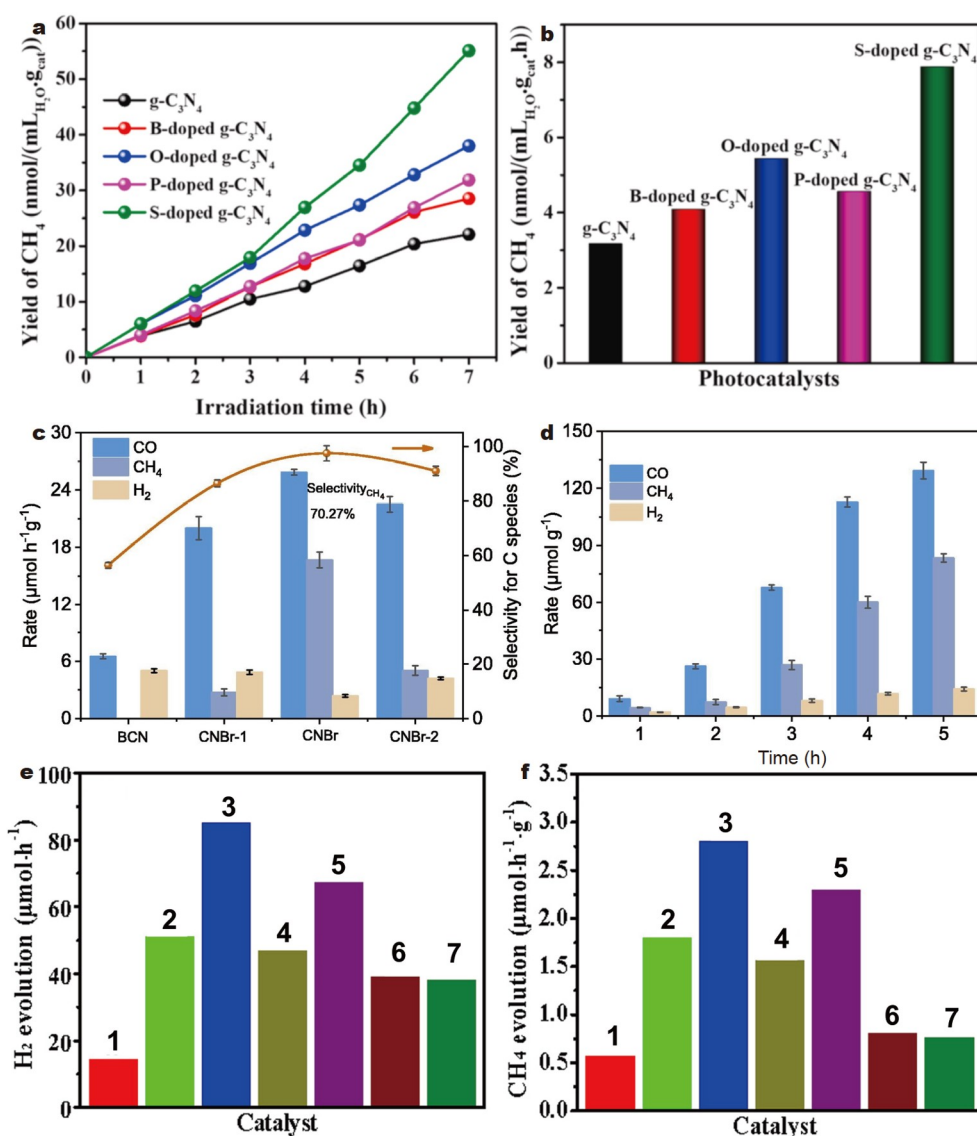 a
Yield of CH₄ (nmol/(mL_H₂O·g_cat))
60
50
40
30
20
10
0
g-C₃N₄
B-doped g-C₃N₄
O-doped g-C₃N₄
P-doped g-C₃N₄
S-doped g-C₃N₄
0 1 2 3 4 5 6 7
Irradiation time (h)
b
Yield of CH₄ (nmol/(mL_H₂O·g_cat·h))
8
6
4
2
0
g-C₃N₄
B-doped g-C₃N₄
O-doped g-C₃N₄
P-doped g-C₃N₄
S-doped g-C₃N₄
Photocatalysts
c
Rate (μmol h⁻¹g⁻¹)
30
26
22
18
12
6
0
CO
CH₄
H₂
Selectivity_CH₄
70.27%
100
80
60
40
20
0
Selectivity for C species (%)
BCN CNBr-1 CNBr CNBr-2
d
Rate (μmol g⁻¹)
150
120
90
60
30
0
CO
CH₄
H₂
1 2 3 4 5
Time (h)
e
H₂ evolution (μmol·h⁻¹)
100
80
60
40
20
0
1 2 3 4 5 6 7
Catalyst
f
CH₄ evolution (μmol·h⁻¹·g⁻¹)
3.5
3.0
2.5
2.0
1.5
1.0
0.5
0.0
1 2 3 4 5 6 7
Catalyst